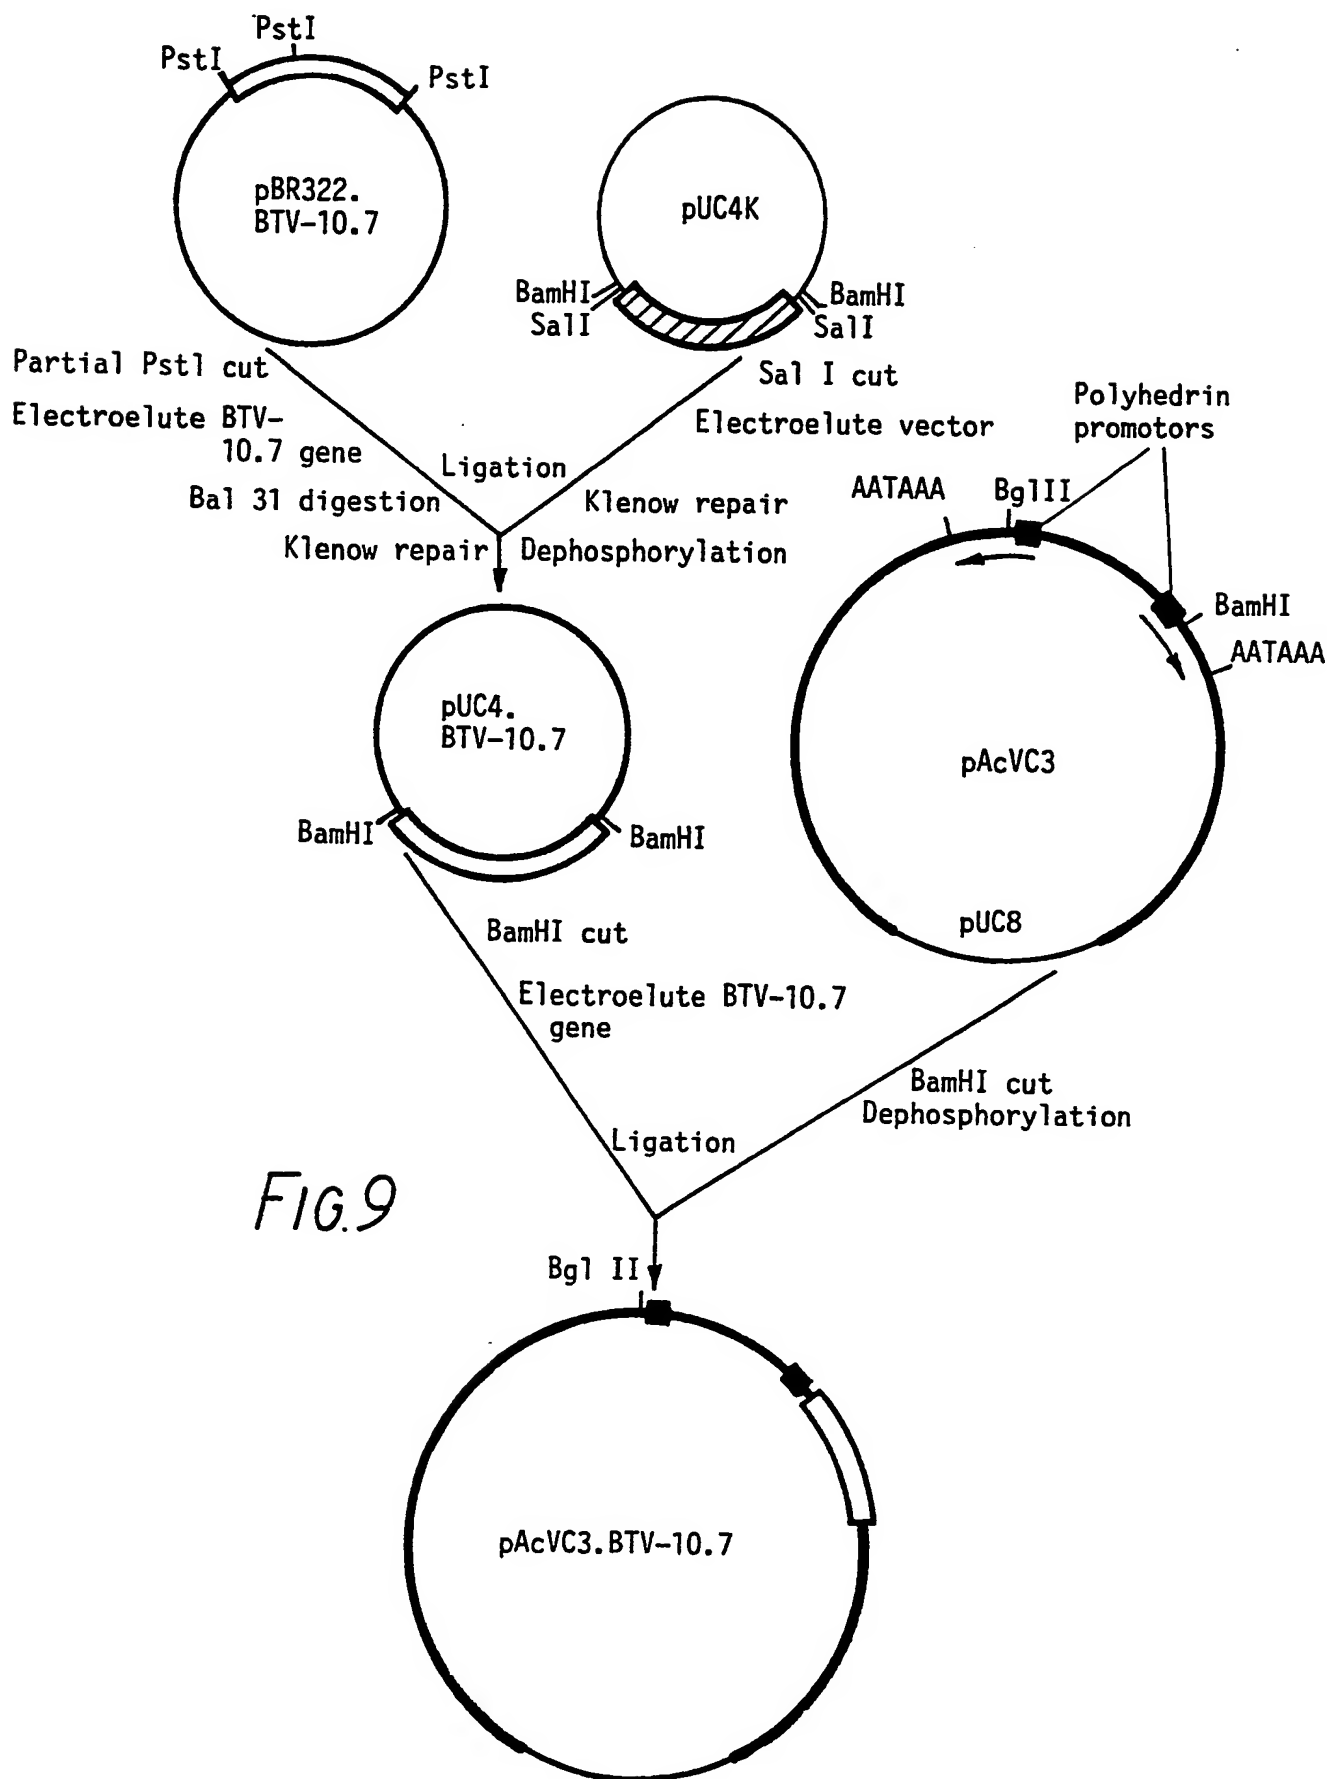 PstI
PstI
PstI
pBR322.
BTV-10.7
pUC4K
BamHI
SalI
BamHI
SalI
Partial Pstl cut
Electroelute BTV-
10.7 gene
Bal 31 digestion
Klenow repair
Ligation
Sal I cut
Electroelute vector
Klenow repair
Dephosphorylation
Polyhedrin
promotors
AATAAA
BglII
BamHI
AATAAA
pAcVC3
pUC8
pUC4.
BTV-10.7
BamHI
BamHI
BamHI cut
Electroelute BTV-10.7
gene
BamHI cut
Dephosphorylation
Ligation
FIG.9
Bgl II
pAcVC3.BTV-10.7